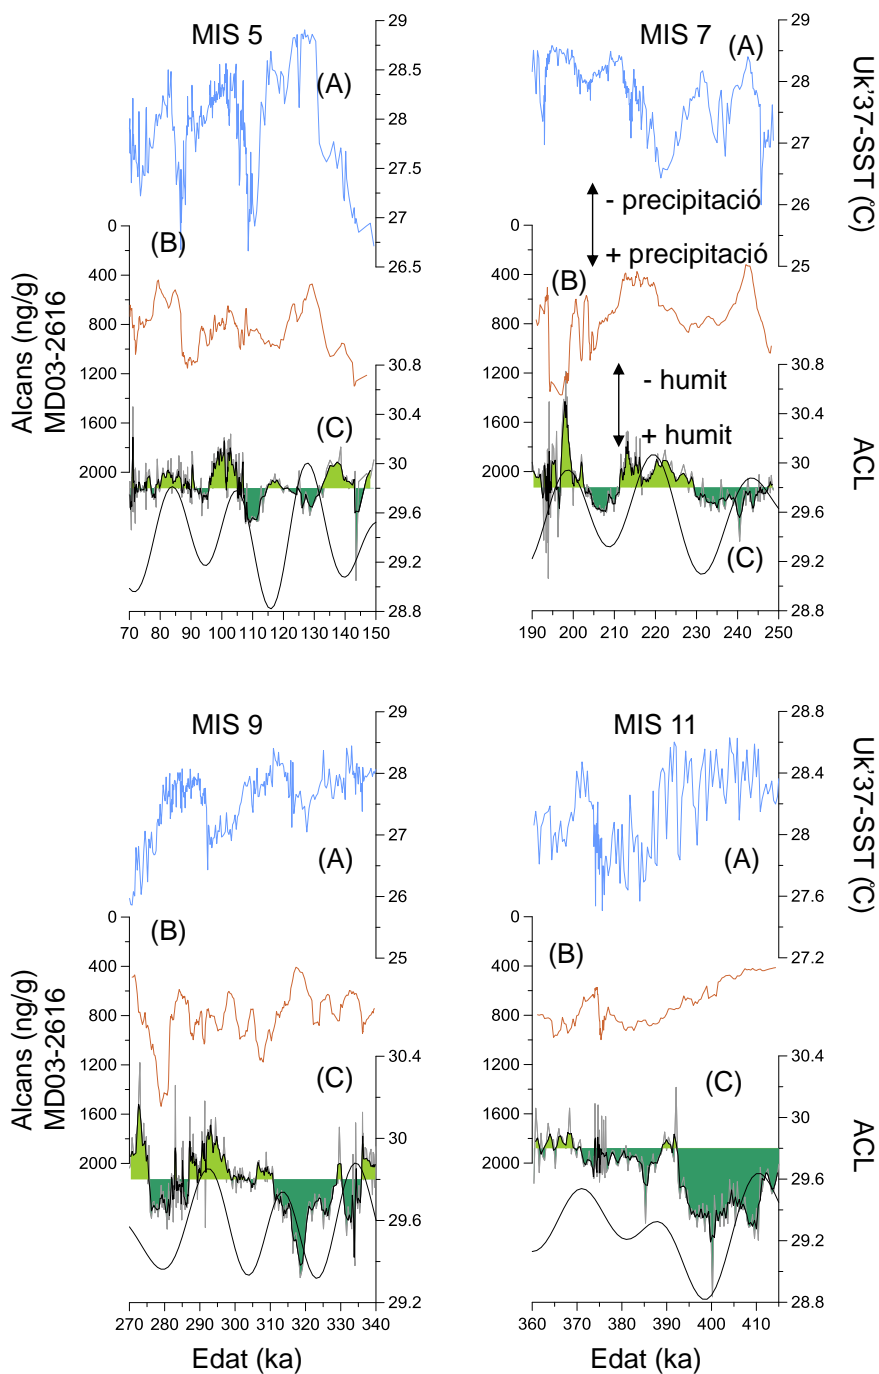 MIS 5
MIS 7
29
28.5
28
27.5
27
26.5
29
28
27
26
25
Uk'37-SST (ºC)
(A)
(A)
- precipitació
+ precipitació
(B)
(B)
0
400
800
1200
1600
2000
0
400
800
1200
1600
2000
Alcans (ng/g)
MD03-2616
- humit
+ humit
(C)
(C)
30.8
30.4
30
29.6
29.2
28.8
30.8
30.4
30
29.6
29.2
28.8
ACL
70 80 90 100 110 120 130 140 150
190 200 210 220 230 240 250
MIS 9
MIS 11
29
28
27
26
25
28.8
28.4
28
27.6
27.2
Uk'37-SST (ºC)
(A)
(A)
(B)
(B)
0
400
800
1200
1600
2000
0
400
800
1200
1600
2000
Alcans (ng/g)
MD03-2616
(C)
(C)
30.4
30
29.6
29.2
30.4
30
29.6
29.2
28.8
ACL
270 280 290 300 310 320 330 340
360 370 380 390 400 410
Edat (ka)
Edat (ka)